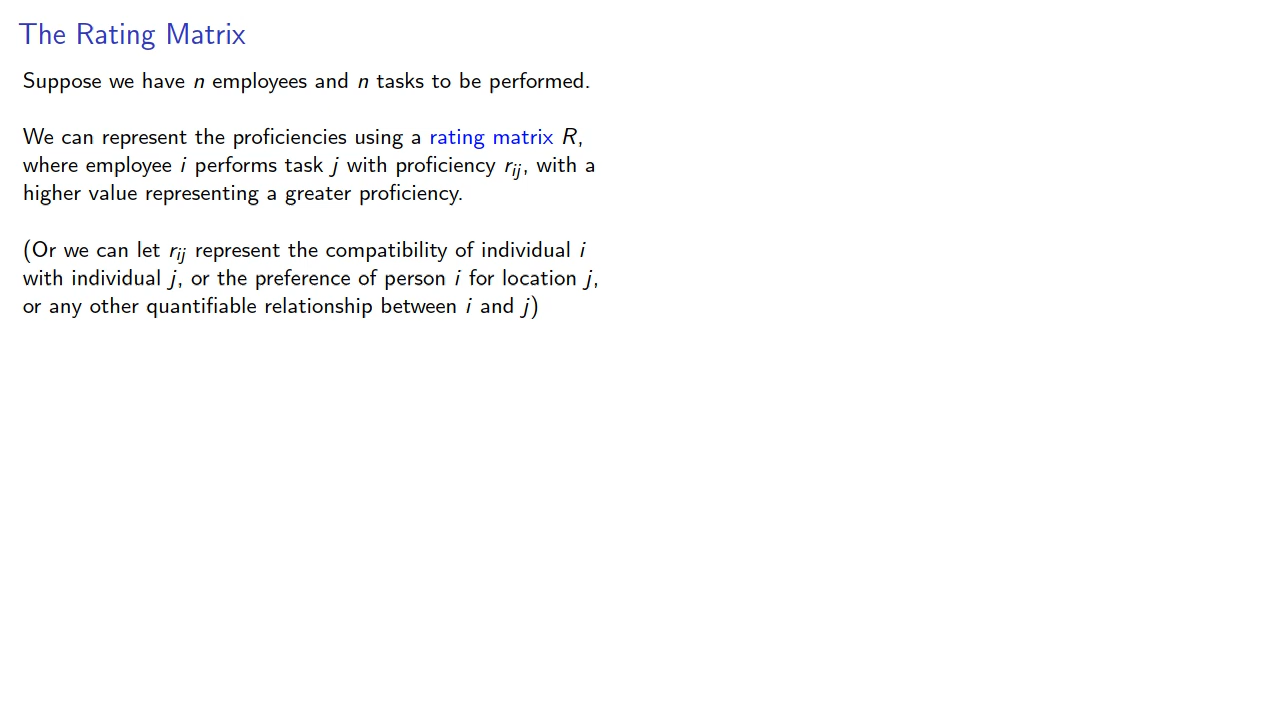 The Rating Matrix
Suppose we have n employees and n tasks to be performed.
We can represent the proficiencies using a rating matrix R,
where employee i performs task j with proficiency r_ij, with a
higher value representing a greater proficiency.
(Or we can let r_ij represent the compatibility of individual i
with individual j, or the preference of person i for location j,
or any other quantifiable relationship between i and j)